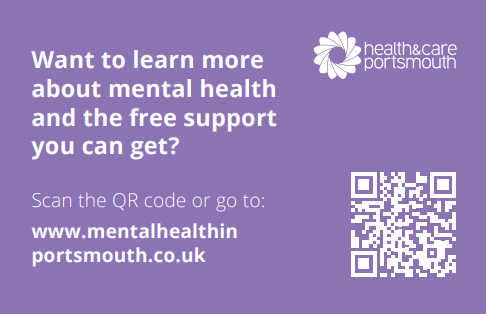 Want to learn more
about mental health
and the free support
you can get?
health&care
portsmouth
Scan the QR code or go to:
www.mentalhealthin
portsmouth.co.uk